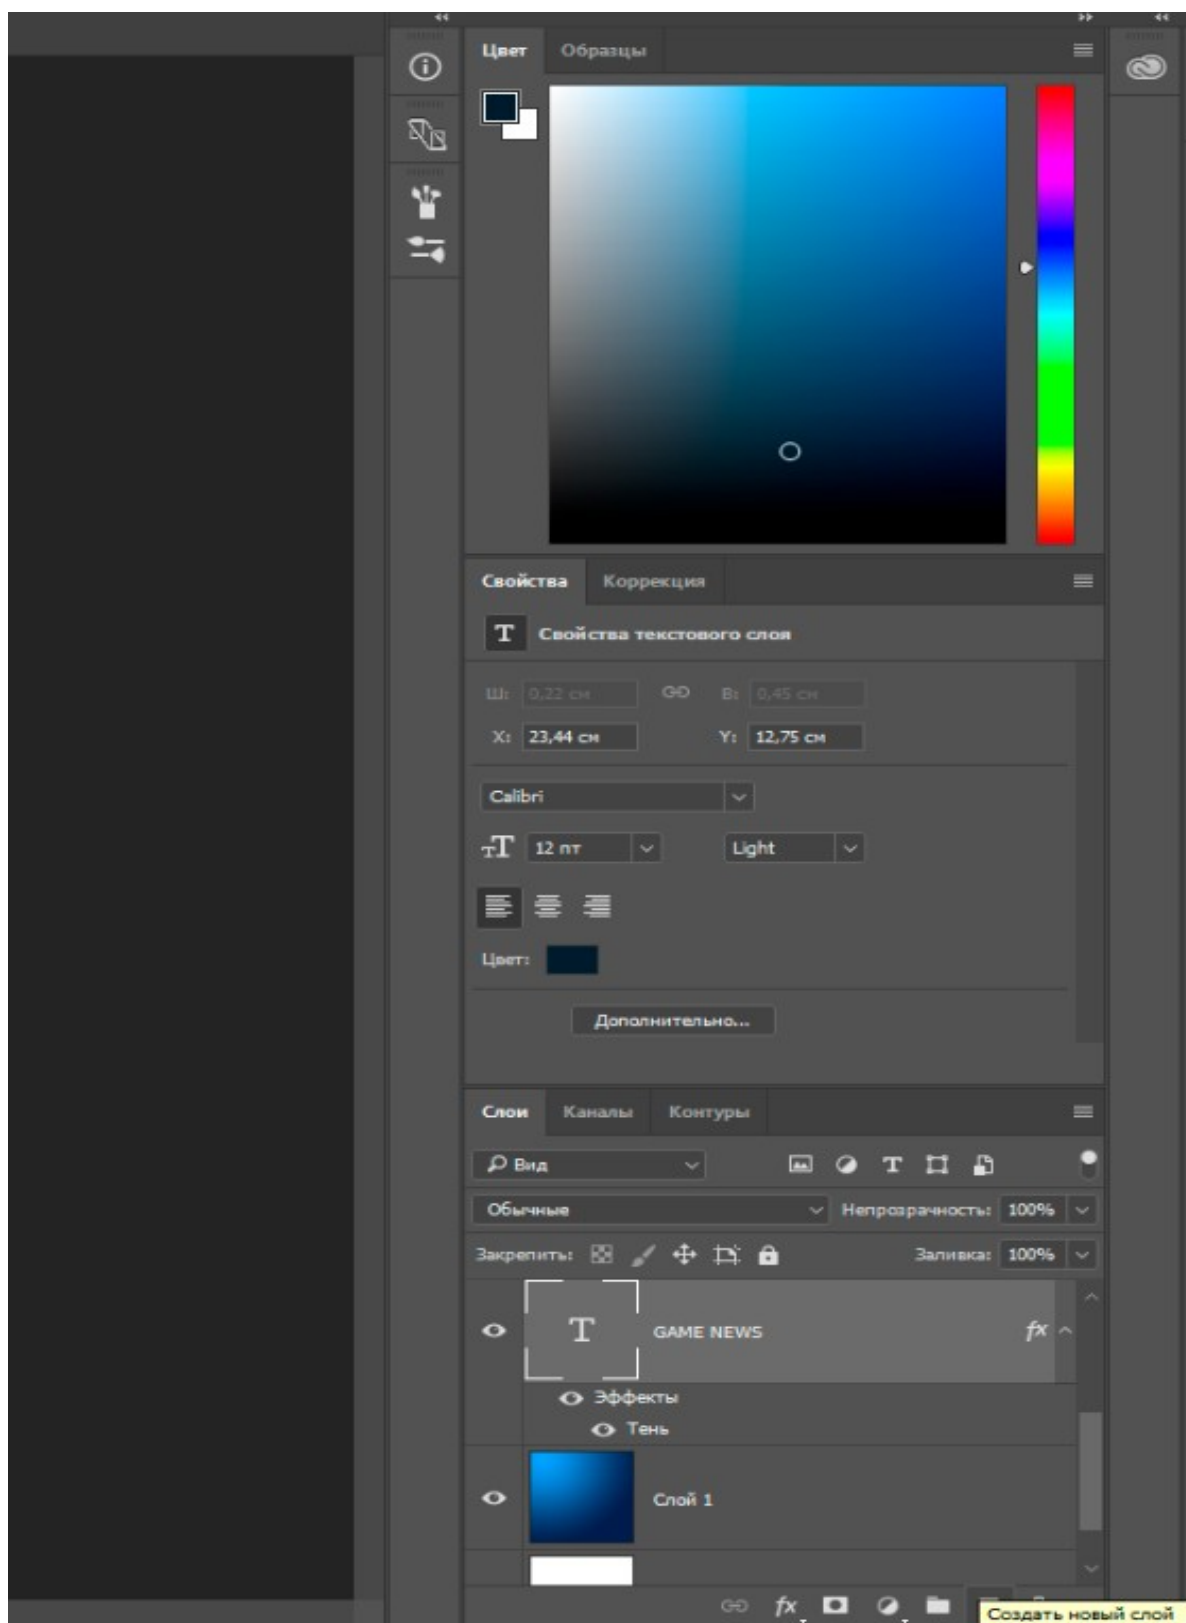 Цвет Образцы
Свойства Коррекция
T Свойства текстового слоя
Ш: 0,22 см В: 0,45 см
X: 23,44 см Y: 12,75 см
Calibri
тT 12 пт Light
Цвет:
Дополнительно...
Слои Каналы Контуры
Вид T
Обычные Непрозрачность: 100%
Закрепить: Заливка: 100%
T GAME NEWS fx
Эффекты
Тень
Слой 1
fx
Создать новый слой